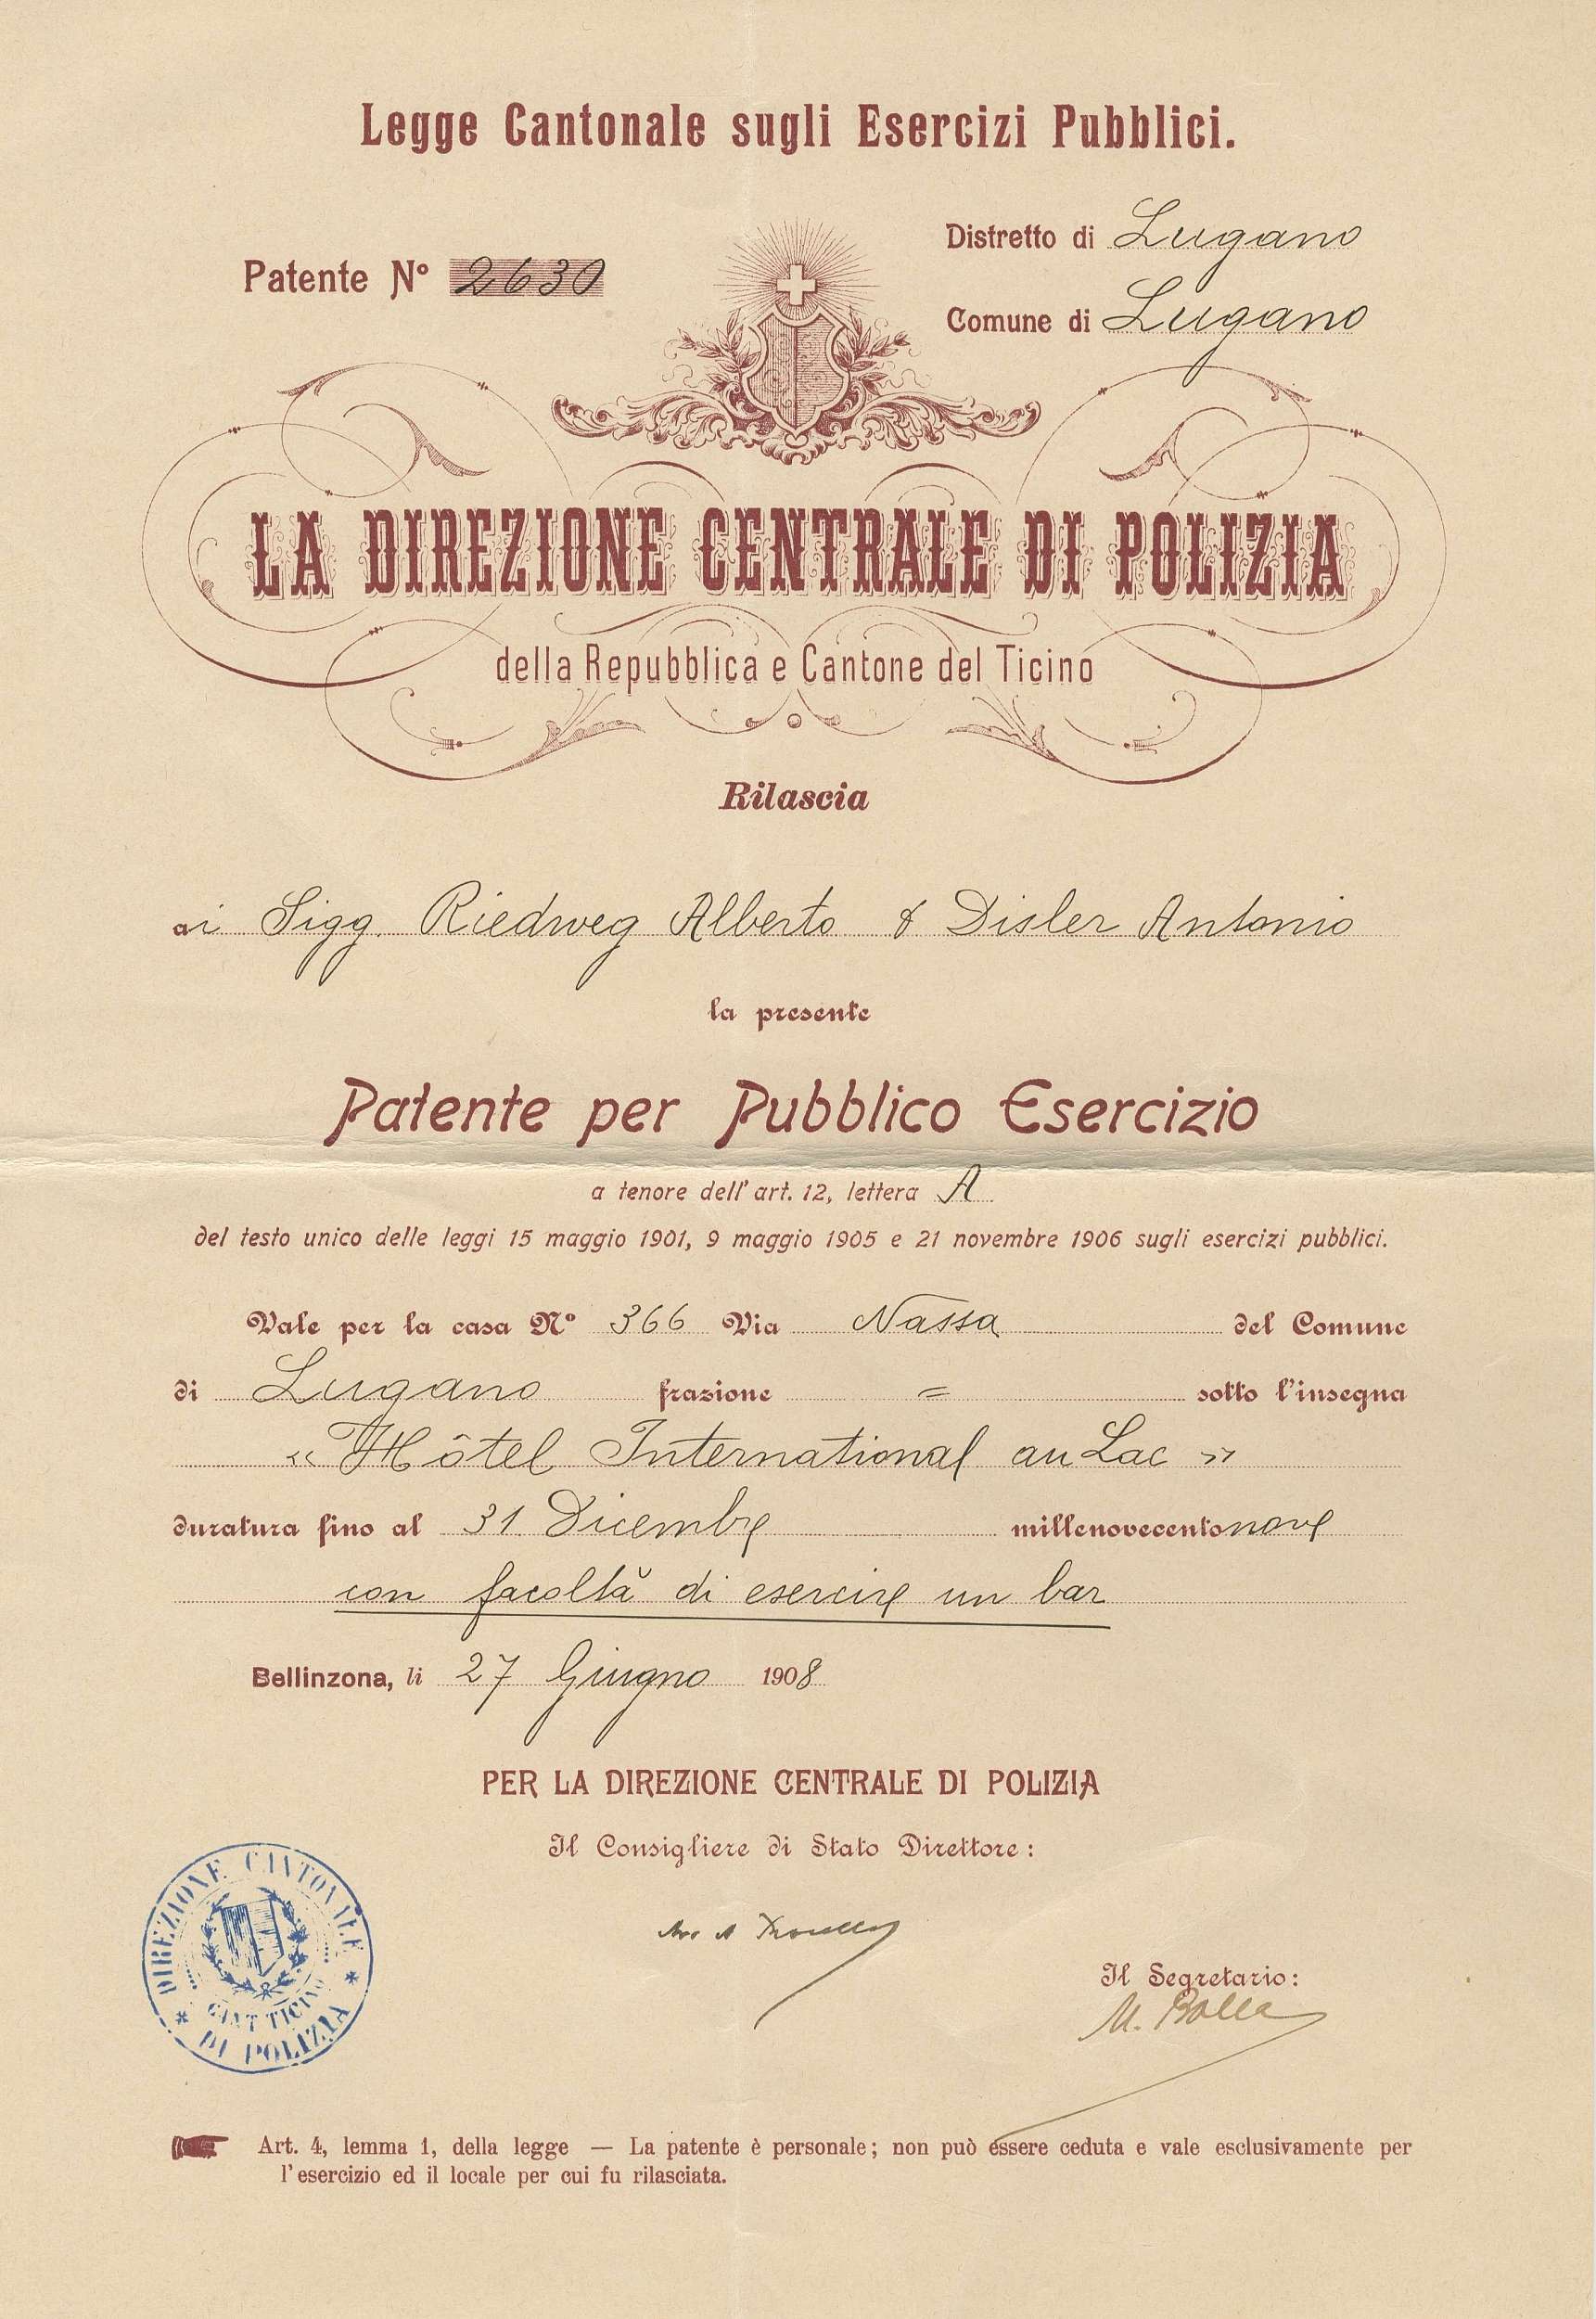 Legge Cantonale sugli Esercizi Pubblici.
Patente Nº 2630
Distretto di Lugano
Comune di Lugano
LA DIREZIONE CENTRALE DI POLIZIA
della Repubblica e Cantone del Ticino
Rilascia
ai Sigg. Riedweg Alberto & Disler Antonio
la presente
Patente per Pubblico Esercizio
a tenore dell'art. 12, lettera A
del testo unico delle leggi 15 maggio 1901, 9 maggio 1905 e 21 novembre 1906 sugli esercizi pubblici.
Vale per la casa Nº 366 Via Nassa del Comune
di Lugano frazione = sotto l'insegna
« Hôtel International au Lac »
duratura fino al 31 Dicembre millenovecentonove
con facoltà di esercire un bar
Bellinzona, li 27 Giugno 1908
PER LA DIREZIONE CENTRALE DI POLIZIA
Il Consigliere di Stato Direttore:
DIREZIONE CANTONALE
DI POLIZIA
TICINO
Il Segretario:
M. Bolla
Art. 4, lemma 1, della legge — La patente è personale; non può essere ceduta e vale esclusivamente per
l'esercizio ed il locale per cui fu rilasciata.